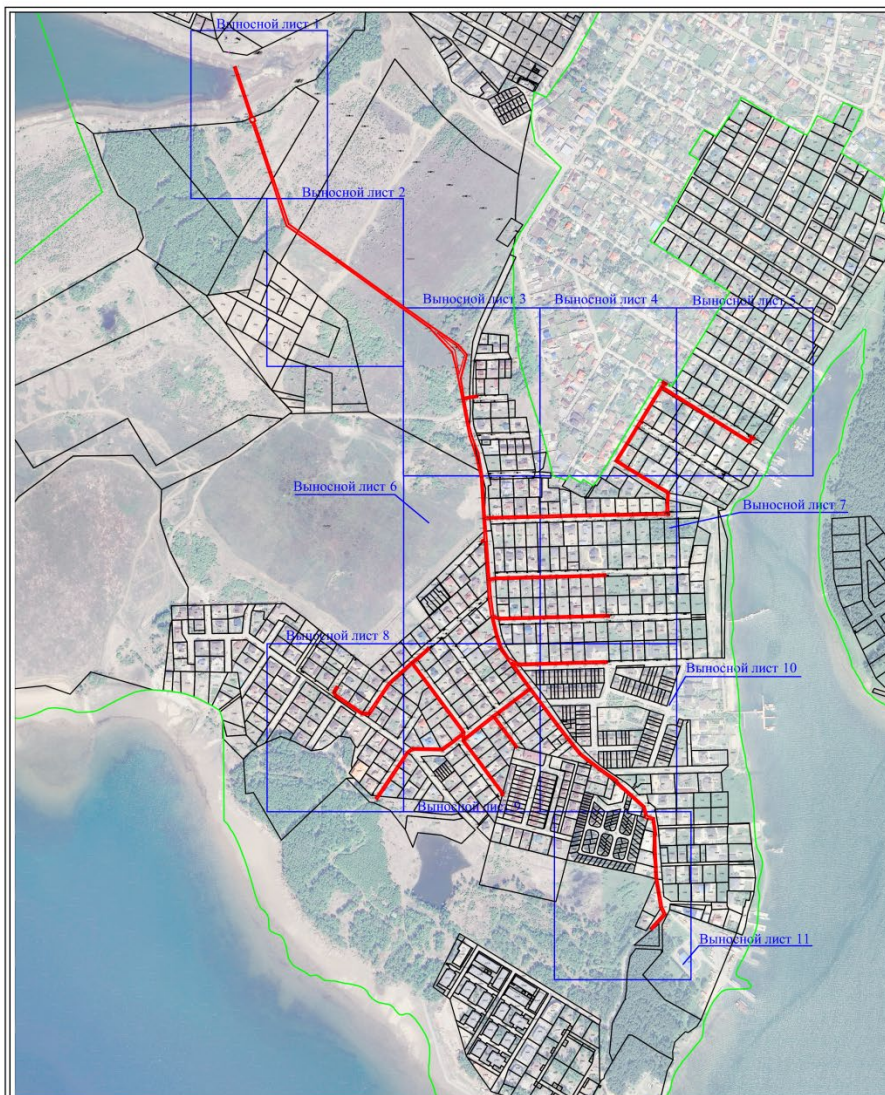 Выносной лист 1
Выносной лист 2
Выносной лист 3
Выносной лист 4
Выносной лист 5
Выносной лист 6
Выносной лист 7
Выносной лист 8
Выносной лист 10
Выносной лист 9
Выносной лист 11